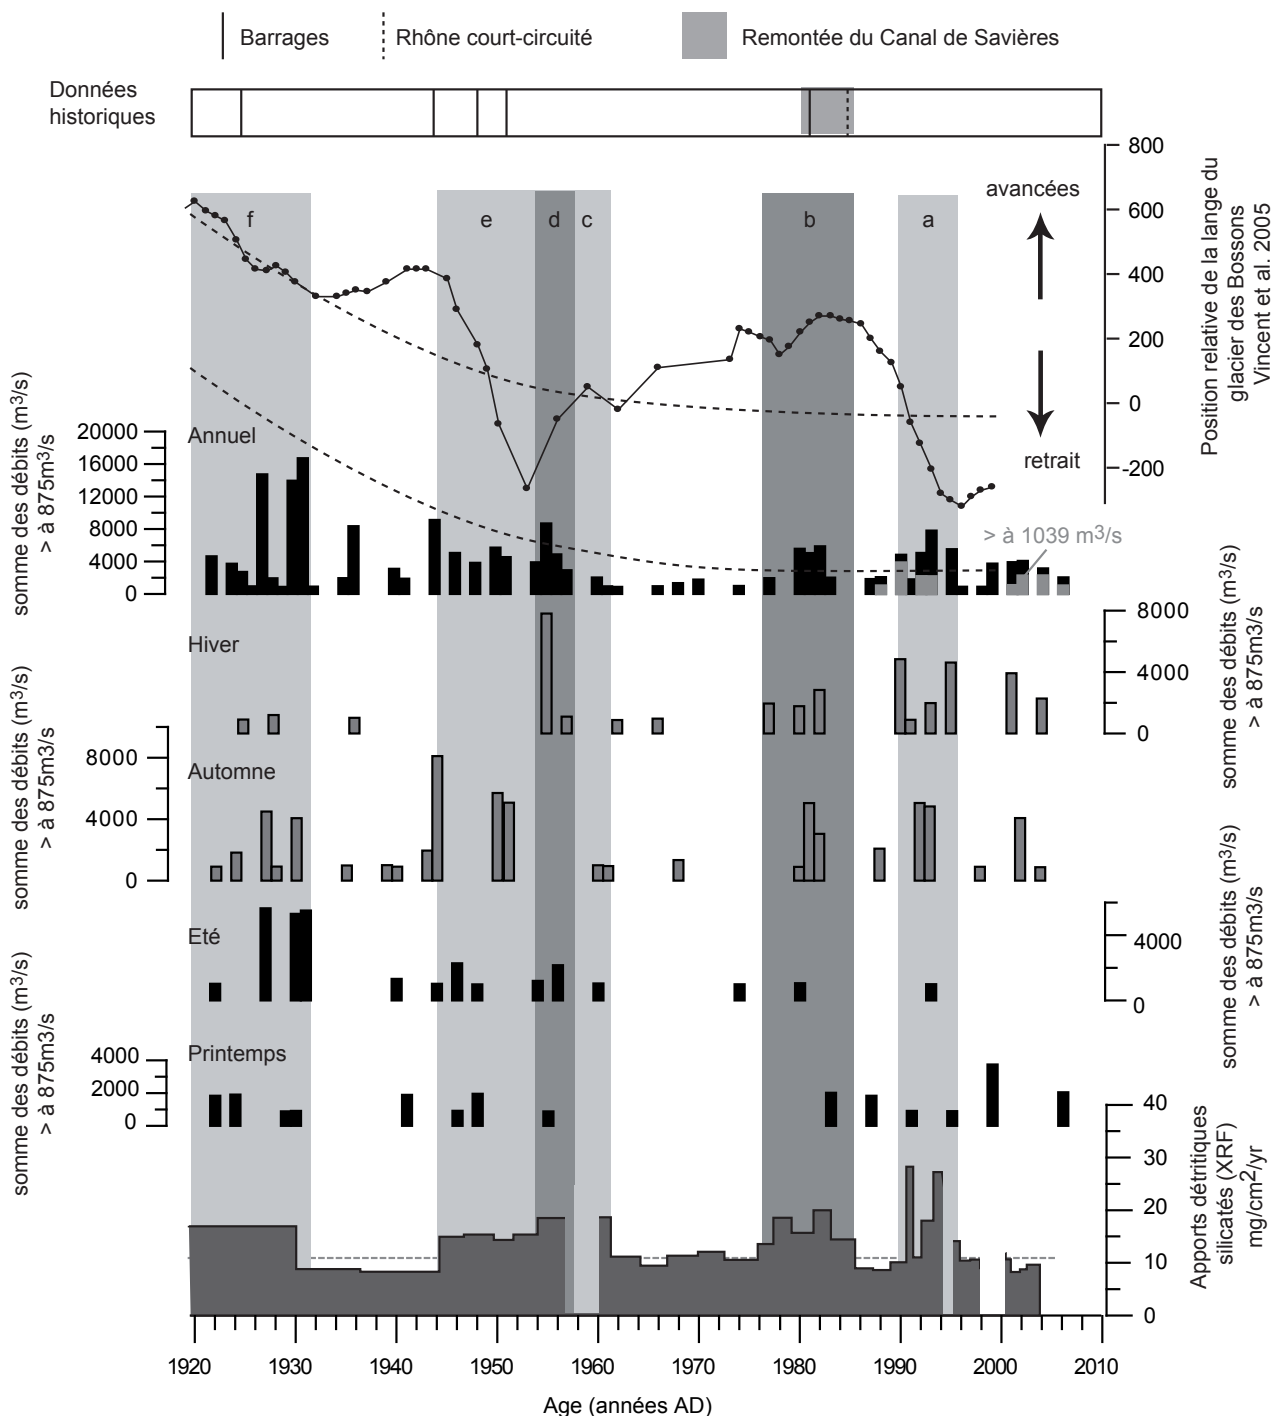 Barrages
Rhône court-circuité
Remontée du Canal de Savières
Données
historiques
800
600
400
200
0
-200
Position relative de la lange du
glacier des Bossons
Vincent et al. 2005
avancées
retrait
f
e
d
c
b
a
somme des débits (m3/s)
> à 875m3/s
20000
16000
12000
8000
4000
0
Annuel
> à 1039 m3/s
Hiver
8000
4000
0
somme des débits (m3/s)
> à 875m3/s
somme des débits (m3/s)
> à 875m3/s
8000
4000
0
Automne
Eté
4000
0
somme des débits (m3/s)
> à 875m3/s
somme des débits (m3/s)
> à 875m3/s
4000
2000
0
Printemps
40
30
20
10
0
Apports détritiques
silicatés (XRF)
mg/cm2/yr
1920 1930 1940 1950 1960 1970 1980 1990 2000 2010
Age (années AD)